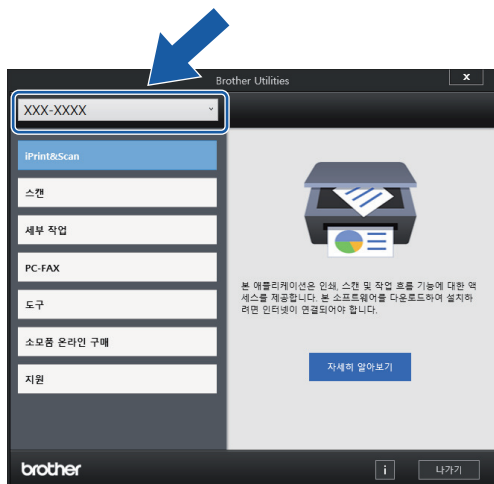 Brother Utilities
x
XXX-XXXX
iPrint&Scan
스캔
세부 작업
PC-FAX
도구
소모품 온라인 구매
지원
본 애플리케이션은 인쇄, 스캔 및 작업 흐름 기능에 대한 액
세스를 제공합니다. 본 소프트웨어를 다운로드하여 설치하
려면 인터넷이 연결되어야 합니다.
자세히 알아보기
brother
i
나가기